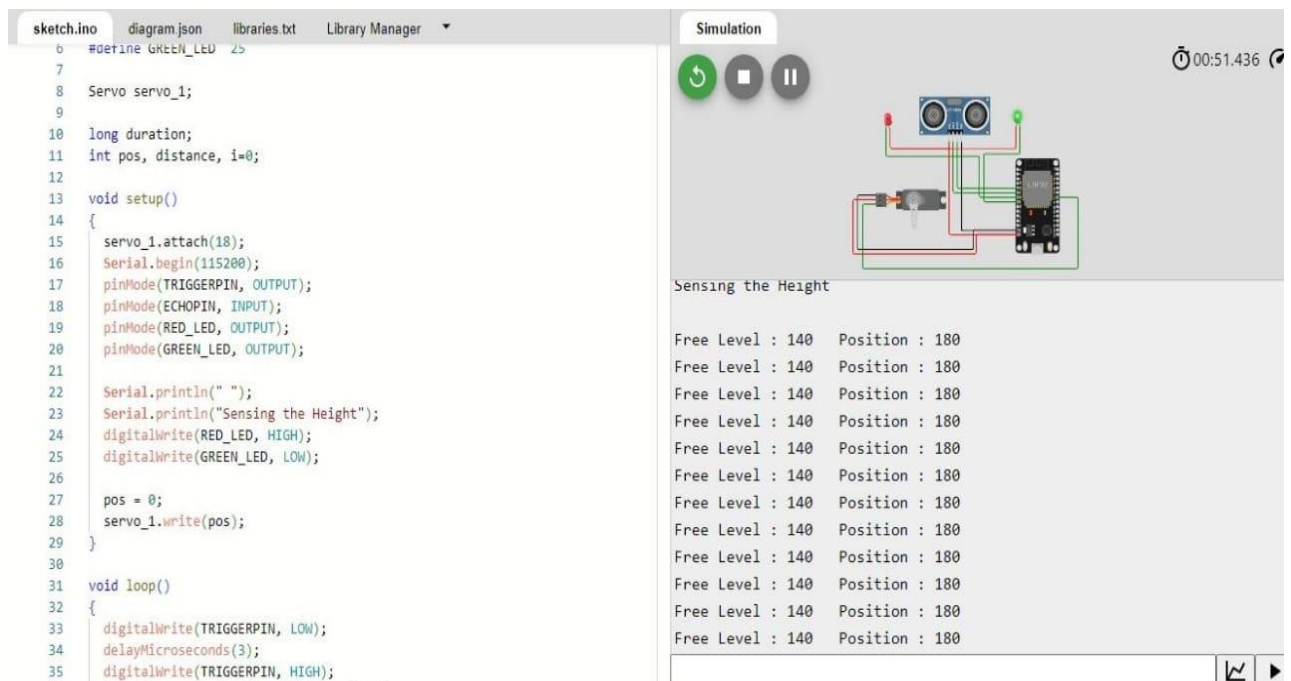 sketch.ino diagram.json libraries.txt Library Manager
6 #define GREEN_LED 25
7
8 Servo servo_1;
9
10 long duration;
11 int pos, distance, i=0;
12
13 void setup()
14 {
15 servo_1.attach(18);
16 Serial.begin(115200);
17 pinMode(TRIGGERPIN, OUTPUT);
18 pinMode(ECHOPIN, INPUT);
19 pinMode(RED_LED, OUTPUT);
20 pinMode(GREEN_LED, OUTPUT);
21
22 Serial.println(" ");
23 Serial.println("Sensing the Height");
24 digitalWrite(RED_LED, HIGH);
25 digitalWrite(GREEN_LED, LOW);
26
27 pos = 0;
28 servo_1.write(pos);
29 }
30
31 void loop()
32 {
33 digitalWrite(TRIGGERPIN, LOW);
34 delayMicroseconds(3);
35 digitalWrite(TRIGGERPIN, HIGH);
Simulation
00:51.436
Sensing the Height
Free Level : 140 Position : 180
Free Level : 140 Position : 180
Free Level : 140 Position : 180
Free Level : 140 Position : 180
Free Level : 140 Position : 180
Free Level : 140 Position : 180
Free Level : 140 Position : 180
Free Level : 140 Position : 180
Free Level : 140 Position : 180
Free Level : 140 Position : 180
Free Level : 140 Position : 180
Free Level : 140 Position : 180